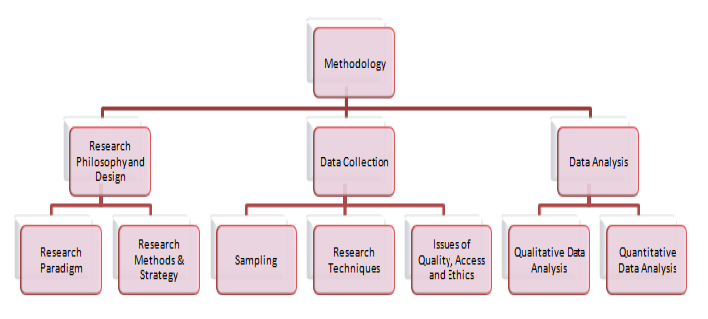 Methodology
Research
Philosophy and
Design
Data Collection
Data Analysis
Research
Paradigm
Research
Methods &
Strategy
Sampling
Research
Techniques
Issues of
Quality, Access
and Ethics
Qualitative Data
Analysis
Quantitative
Data Analysis